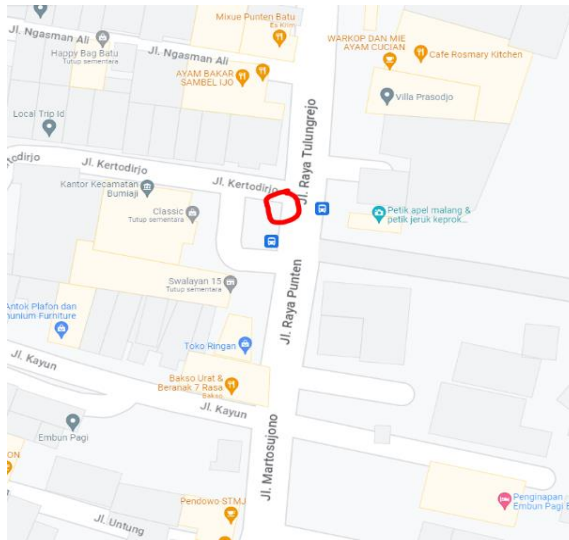 Mixue Punten Batu
Es Krim
Jl. Ngasman Ali
Happy Bag Batu
Tutup sementara
Jl. Ngasman Ali
WARKOP DAN MIE
AYAM CUCIAN
Cafe Rosmary Kitchen
AYAM BAKAR
SAMBEL IJO
Villa Prasodjo
Local Trip Id
Jl. Raya Tulungrejo
Jl. Kertodirjo
Jl. Kertodirjo
Kantor Kecamatan
Bumiaji
Classic
Tutup sementara
Petik apel malang &
petik jeruk keprok...
Swalayan 15
Tutup sementara
Jl. Raya Punten
Antok Plafon dan
Furniture
Toko Ringan
Jl. Kayun
Bakso Urat &
Beranak 7 Rasa
Bakso
Jl. Kayun
Embun Pagi
Jl. Martosujono
Pendowo STMJ
Penginapan
Embun Pagi
Jl. Untung